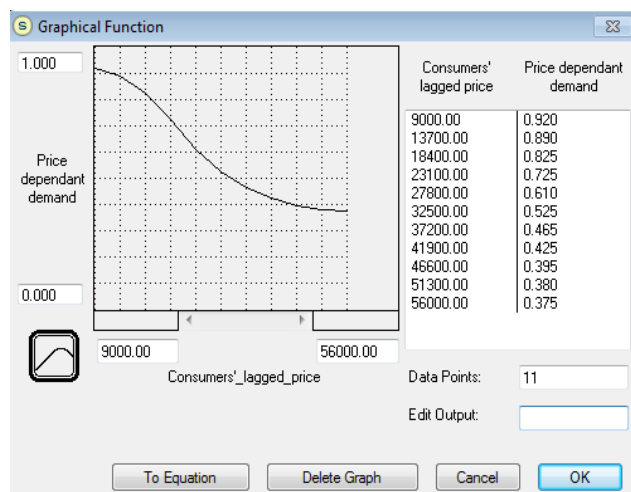 Graphical Function
1.000
Price
dependant
demand
0.000
9000.00 56000.00
Consumers'_lagged_price
Consumers' Price dependant
lagged price demand
9000.00 0.920
13700.00 0.890
18400.00 0.825
23100.00 0.725
27800.00 0.610
32500.00 0.525
37200.00 0.465
41900.00 0.425
46600.00 0.395
51300.00 0.380
56000.00 0.375
Data Points: 11
Edit Output:
To Equation Delete Graph Cancel OK